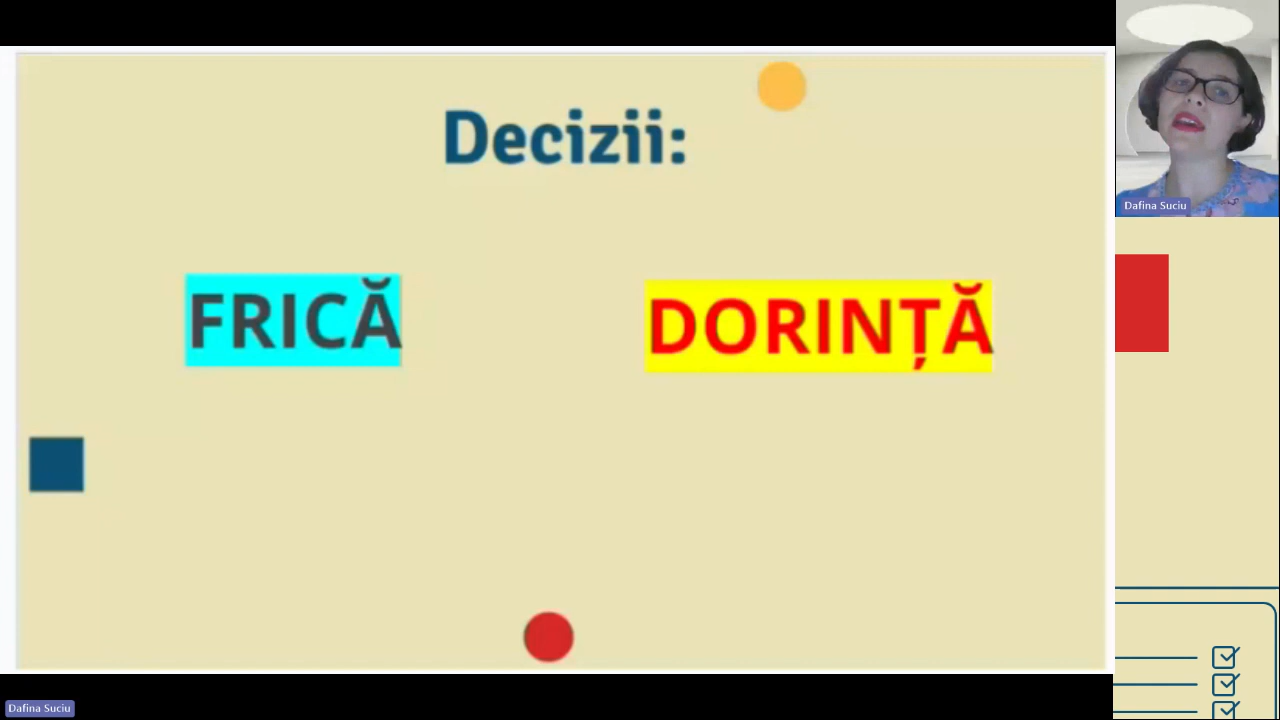 Decizii:
FRICĂ
DORINȚĂ
Dafina Suciu
Dafina Suciu